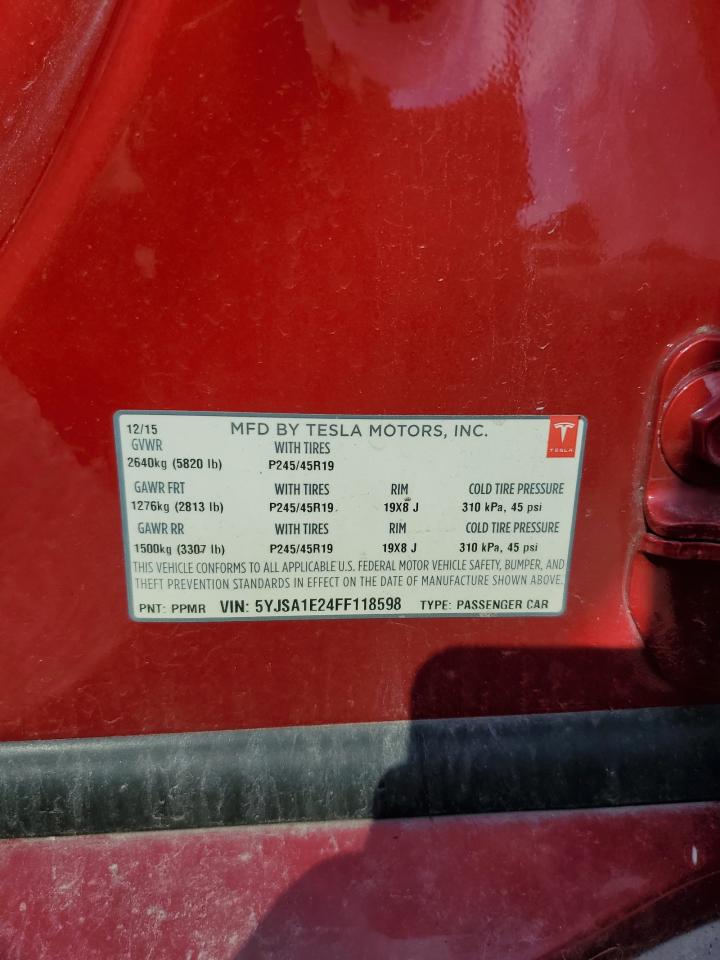 12/15 MFD BY TESLA MOTORS, INC.
TESLA
GVWR WITH TIRES
2640kg (5820 lb) P245/45R19
GAWR FRT WITH TIRES RIM COLD TIRE PRESSURE
1276kg (2813 lb) P245/45R19 19X8 J 310 kPa, 45 psi
GAWR RR WITH TIRES RIM COLD TIRE PRESSURE
1500kg (3307 lb) P245/45R19 19X8 J 310 kPa, 45 psi
THIS VEHICLE CONFORMS TO ALL APPLICABLE U.S. FEDERAL MOTOR VEHICLE SAFETY, BUMPER, AND
THEFT PREVENTION STANDARDS IN EFFECT ON THE DATE OF MANUFACTURE SHOWN ABOVE.
PNT: PPMR VIN: 5YJSA1E24FF118598 TYPE: PASSENGER CAR